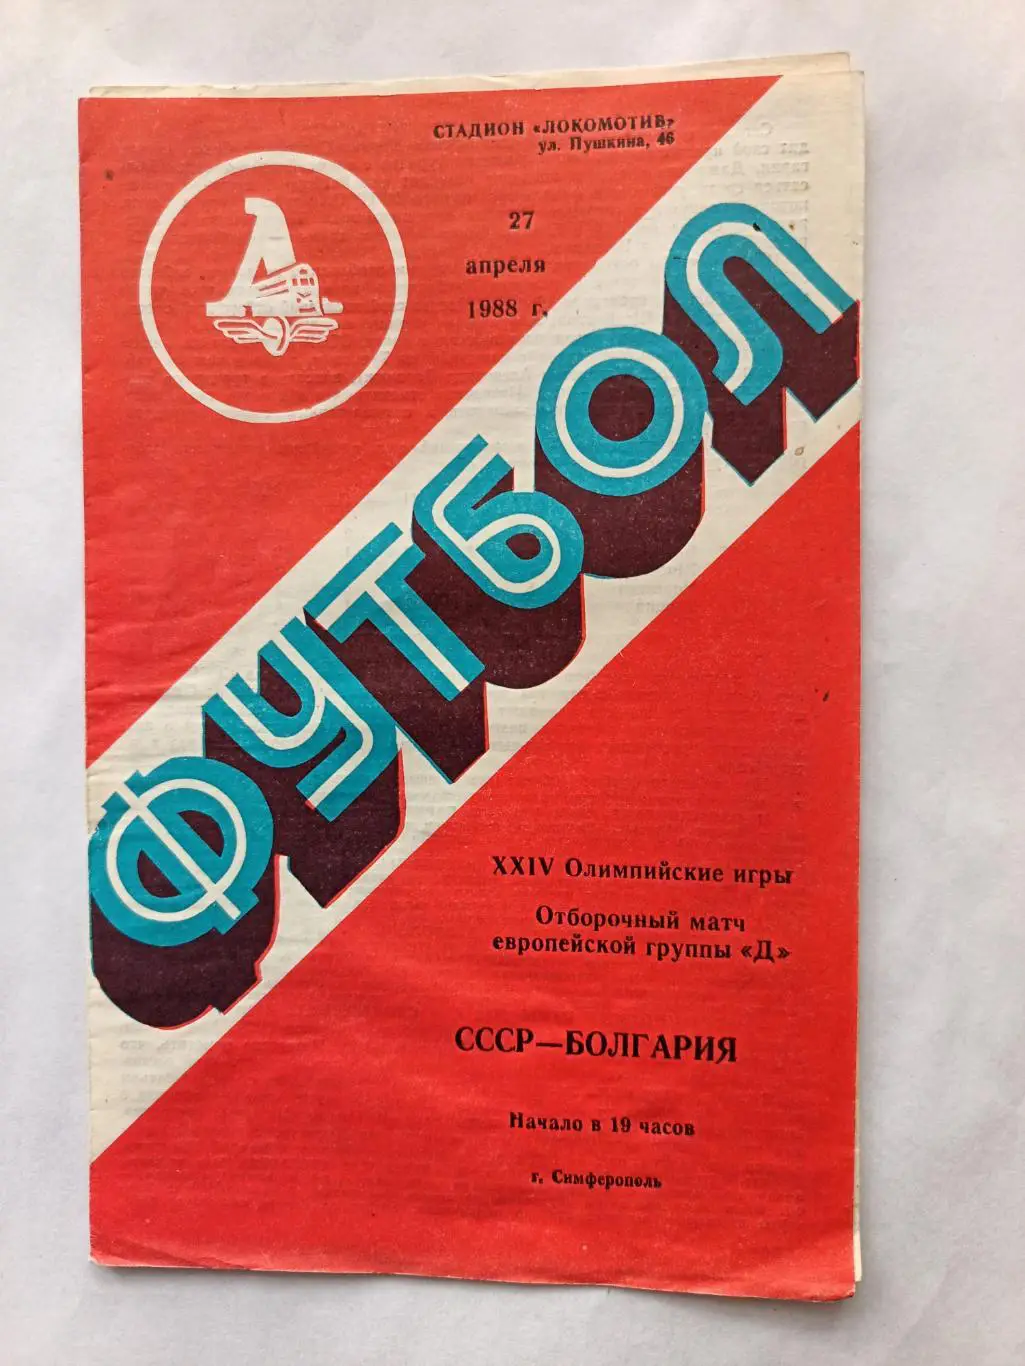 СТАДИОН «ЛОКОМОТИВ»
ул. Пушкина, 46
27
апреля
1988 г.
ФУТБОЛ
XXIV Олимпийские игры
Отборочный матч
европейской группы «Д»
СССР—БОЛГАРИЯ
Начало в 19 часов
г. Симферополь